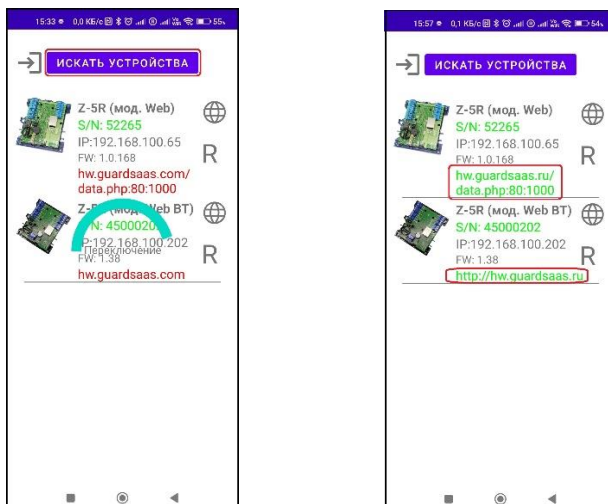 15:33 0,0 КБ/с 55%
ИСКАТЬ УСТРОЙСТВА
Z-5R (мод. Web)
S/N: 52265
IP:192.168.100.65
FW: 1.0.168
R
hw.guardsaas.com/
data.php:80:1000
Z-5R (мод. Web BT)
S/N: 45000202
IP:192.168.100.202
Переключение
FW: 1.38
R
hw.guardsaas.com
15:57 0,1 КБ/с 54%
ИСКАТЬ УСТРОЙСТВА
Z-5R (мод. Web)
S/N: 52265
IP:192.168.100.65
FW: 1.0.168
R
hw.guardsaas.ru/
data.php:80:1000
Z-5R (мод. Web BT)
S/N: 45000202
IP:192.168.100.202
FW: 1.38
R
http://hw.guardsaas.ru